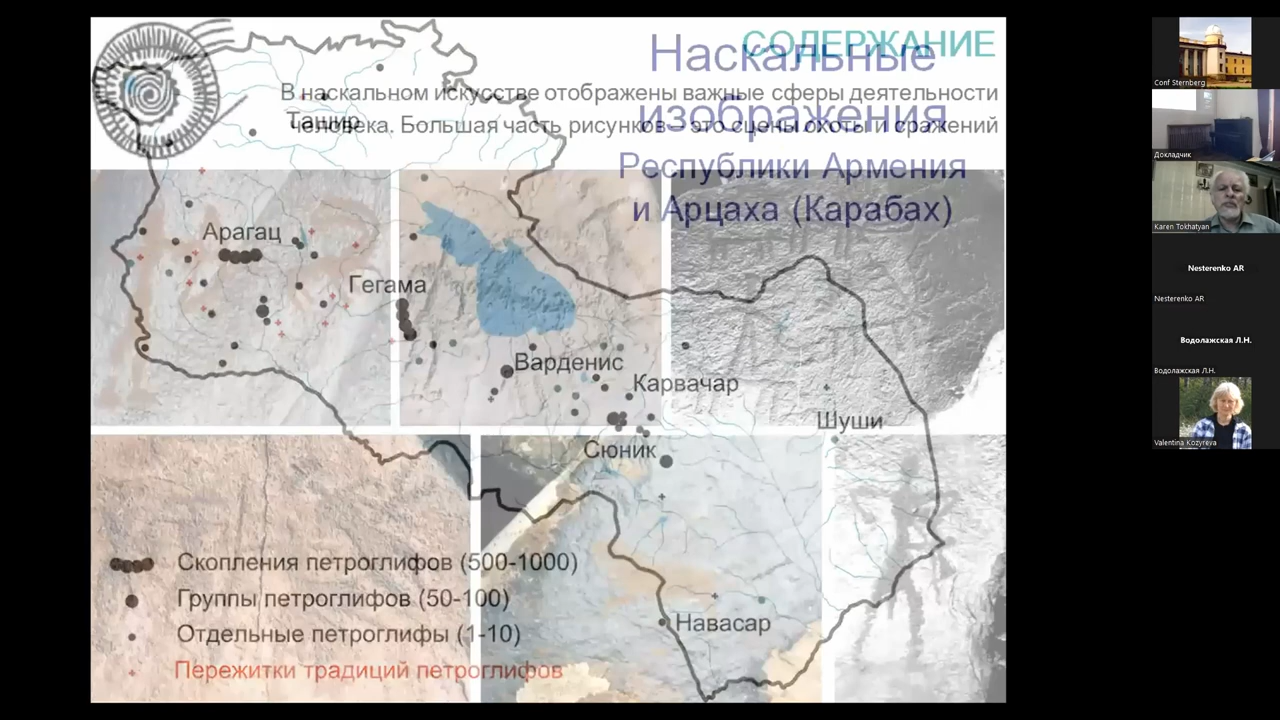 СОДЕРЖАНИЕ
Наскальные
изображения
Республики Армения
и Арцаха (Карабах)
В наскальном искусстве отображены важные сферы деятельности
человека. Большая часть рисунков – это сцены охоты и сражений
Ташир
Арагац
Гегама
Варденис
Карвачар
Шуши
Сюник
Навасар
Скопления петроглифов (500-1000)
Группы петроглифов (50-100)
Отдельные петроглифы (1-10)
Пережитки традиций петроглифов
Conf Sternberg
Докладчик
Karen Tokhatyan
Nesterenko AR
Nesterenko AR
Водолажская Л.Н.
Водолажская Л.Н.
Valentina Kozyreva